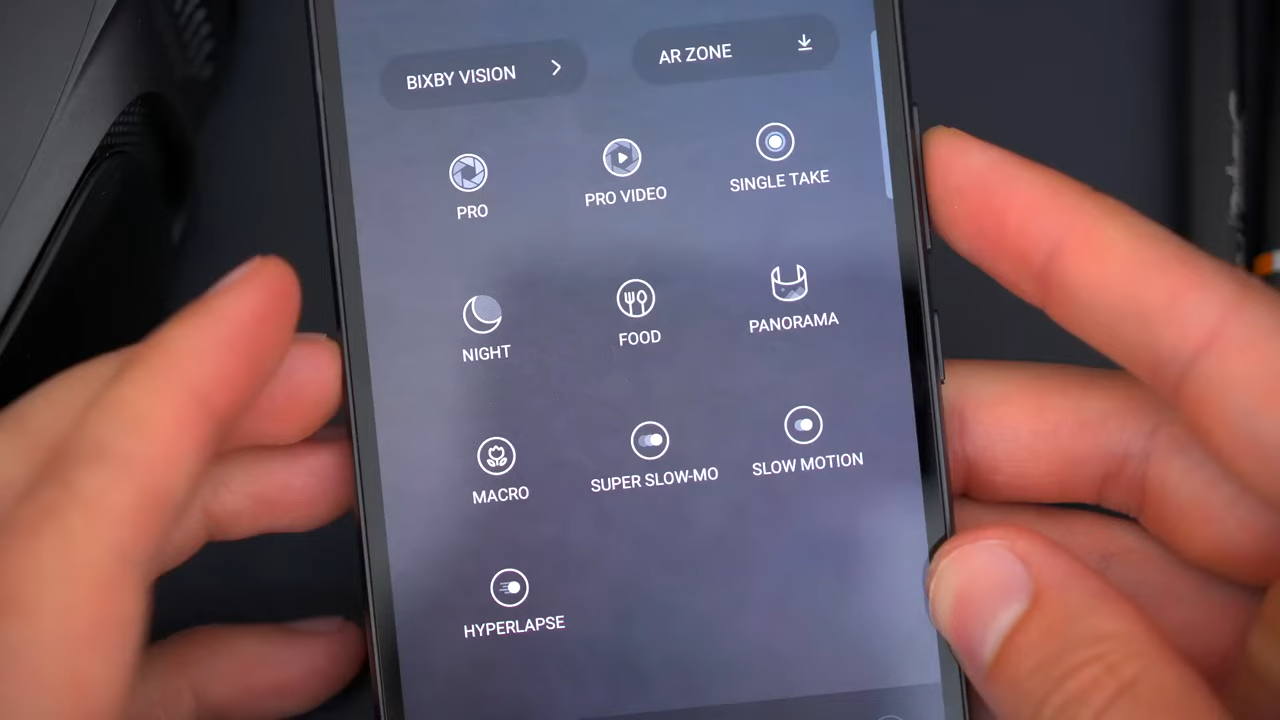 BIXBY VISION
AR ZONE
PRO
PRO VIDEO
SINGLE TAKE
NIGHT
FOOD
PANORAMA
MACRO
SUPER SLOW-MO
SLOW MOTION
HYPERLAPSE